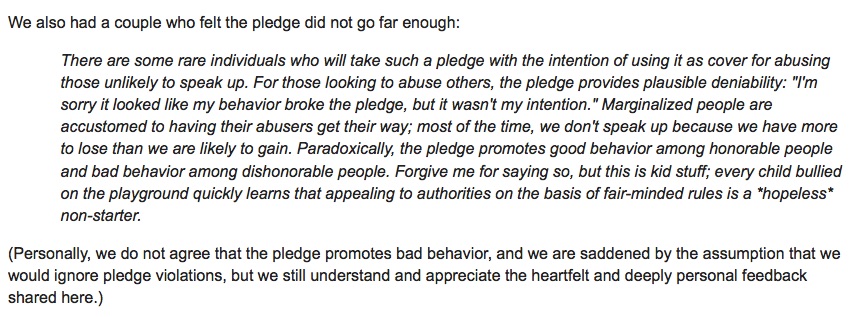 We also had a couple who felt the pledge did not go far enough:
There are some rare individuals who will take such a pledge with the intention of using it as cover for abusing
those unlikely to speak up. For those looking to abuse others, the pledge provides plausible deniability: "I'm
sorry it looked like my behavior broke the pledge, but it wasn't my intention." Marginalized people are
accustomed to having their abusers get their way; most of the time, we don't speak up because we have more
to lose than we are likely to gain. Paradoxically, the pledge promotes good behavior among honorable people
and bad behavior among dishonorable people. Forgive me for saying so, but this is kid stuff; every child bullied
on the playground quickly learns that appealing to authorities on the basis of fair-minded rules is a *hopeless*
non-starter.
(Personally, we do not agree that the pledge promotes bad behavior, and we are saddened by the assumption that we
would ignore pledge violations, but we still understand and appreciate the heartfelt and deeply personal feedback
shared here.)